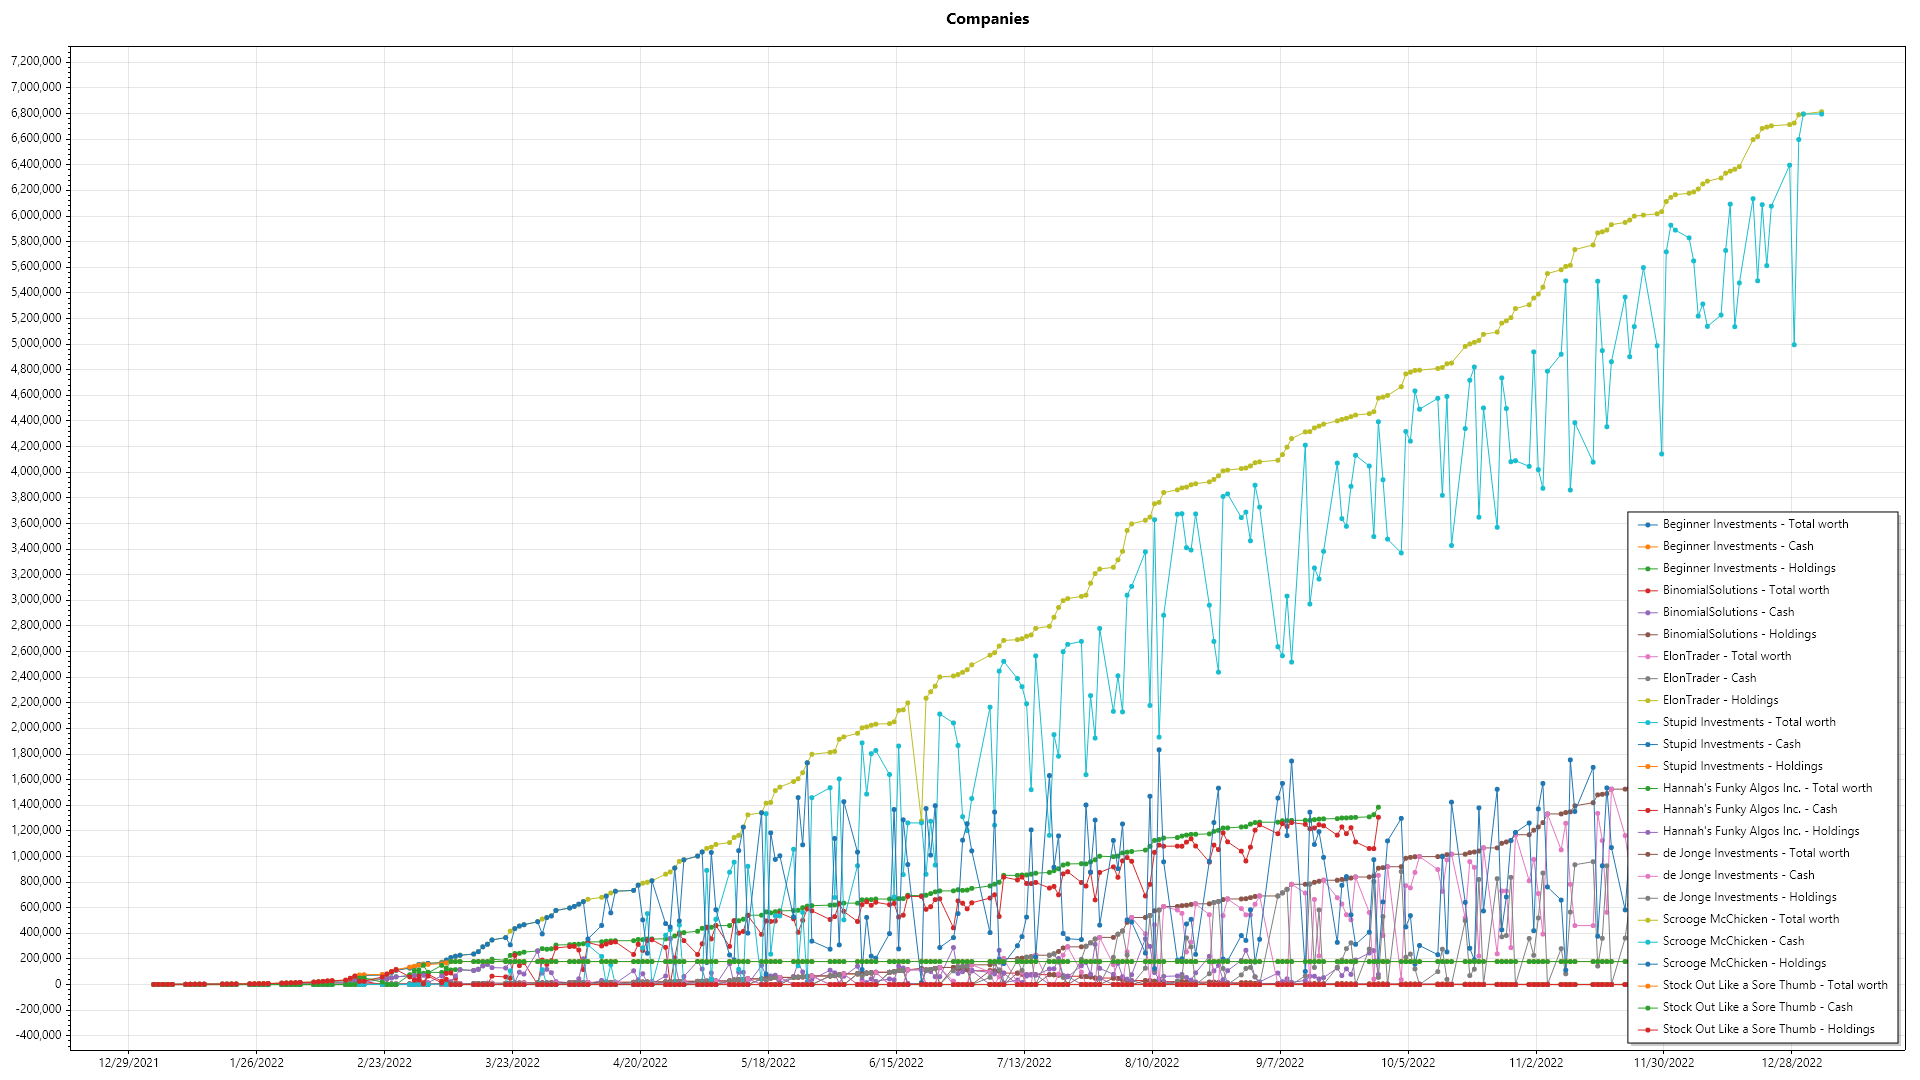 Companies
7,200,000
7,000,000
6,800,000
6,600,000
6,400,000
6,200,000
6,000,000
5,800,000
5,600,000
5,400,000
5,200,000
5,000,000
4,800,000
4,600,000
4,400,000
4,200,000
4,000,000
3,800,000
3,600,000
3,400,000
3,200,000
3,000,000
2,800,000
2,600,000
2,400,000
2,200,000
2,000,000
1,800,000
1,600,000
1,400,000
1,200,000
1,000,000
800,000
600,000
400,000
200,000
0
-200,000
-400,000
Beginner Investments - Total worth
Beginner Investments - Cash
Beginner Investments - Holdings
BinomialSolutions - Total worth
BinomialSolutions - Cash
BinomialSolutions - Holdings
ElonTrader - Total worth
ElonTrader - Cash
ElonTrader - Holdings
Stupid Investments - Total worth
Stupid Investments - Cash
Stupid Investments - Holdings
Hannah's Funky Algos Inc. - Total worth
Hannah's Funky Algos Inc. - Cash
Hannah's Funky Algos Inc. - Holdings
de Jonge Investments - Total worth
de Jonge Investments - Cash
de Jonge Investments - Holdings
Scrooge McChicken - Total worth
Scrooge McChicken - Cash
Scrooge McChicken - Holdings
Stock Out Like a Sore Thumb - Total worth
Stock Out Like a Sore Thumb - Cash
Stock Out Like a Sore Thumb - Holdings
12/29/2021 1/26/2022 2/23/2022 3/23/2022 4/20/2022 5/18/2022 6/15/2022 7/13/2022 8/10/2022 9/7/2022 10/5/2022 11/2/2022 11/30/2022 12/28/2022